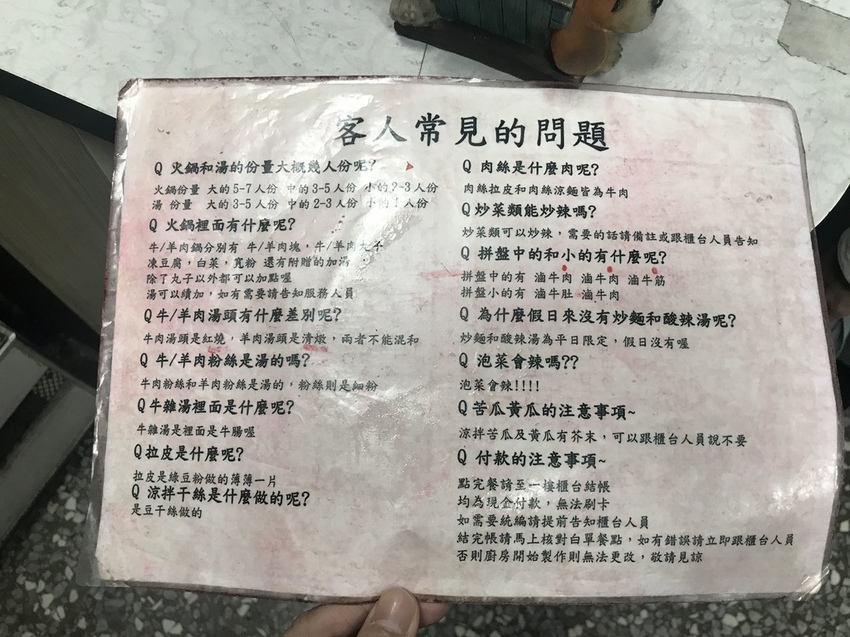 客人常見的問題
Q 火鍋和湯的份量大概幾人份呢?
火鍋份量 大的5-7人份 中的3-5人份 小的2-3人份
湯 份量 大的3-5人份 中的2-3人份 小的1人份
Q 火鍋裡面有什麼呢?
牛/羊肉鍋分別有 牛/羊肉塊,牛/羊肉丸子
凍豆腐,白菜,寬粉 還有附贈的加湯
除了丸子以外都可以加點喔
湯可以續加,如有需要請告知服務人員
Q牛/羊肉湯頭有什麼差別呢?
牛肉湯頭是紅燒,羊肉湯頭是清燉,兩者不能混和
Q 牛/羊肉粉絲是湯的嗎?
牛肉粉絲和羊肉粉絲是湯的,粉絲則是細粉
Q牛雜湯裡面是什麼呢?
牛雜湯是裡面是牛腸喔
Q拉皮是什麼呢?
拉皮是綠豆粉做的薄薄一片
Q 涼拌干絲是什麼做的呢?
是豆干絲做的
Q 肉絲是什麼肉呢?
肉絲拉皮和肉絲涼麵皆為牛肉
Q炒菜類能炒辣嗎?
炒菜類可以炒辣,需要的話請備註或跟櫃台人員告知
Q 拼盤中的和小的有什麼呢?
拼盤中的有 滷牛肉 滷牛肉 滷牛筋
拼盤小的有 滷牛肚 滷牛肉
Q 為什麼假日來沒有炒麵和酸辣湯呢?
炒麵和酸辣湯為平日限定,假日沒有喔
Q 泡菜會辣嗎??
泡菜會辣!!!!
Q苦瓜黃瓜的注意事項~
涼拌苦瓜及黃瓜有芥末,可以跟櫃台人員說不要
Q 付款的注意事項~
點完餐請至一樓櫃台結帳
均為現金付款,無法刷卡
如需要統編請提前告知櫃台人員
結完帳請馬上核對白單餐點,如有錯誤請立即跟櫃台人員
否則廚房開始製作則無法更改,敬請見諒